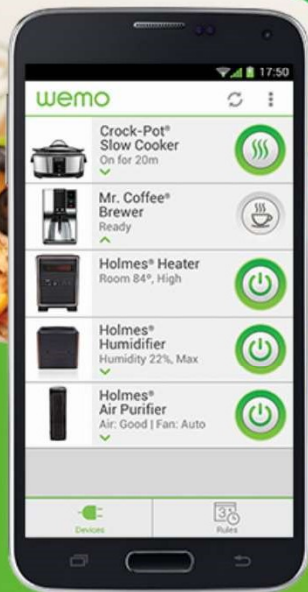 17:50
wemo
Crock-Pot®
Slow Cooker
On for 20m
Mr. Coffee®
Brewer
Ready
Holmes® Heater
Room 84º, High
Holmes®
Humidifier
Humidity 22%, Max
Holmes®
Air Purifier
Air: Good | Fan: Auto
Devices
Rules